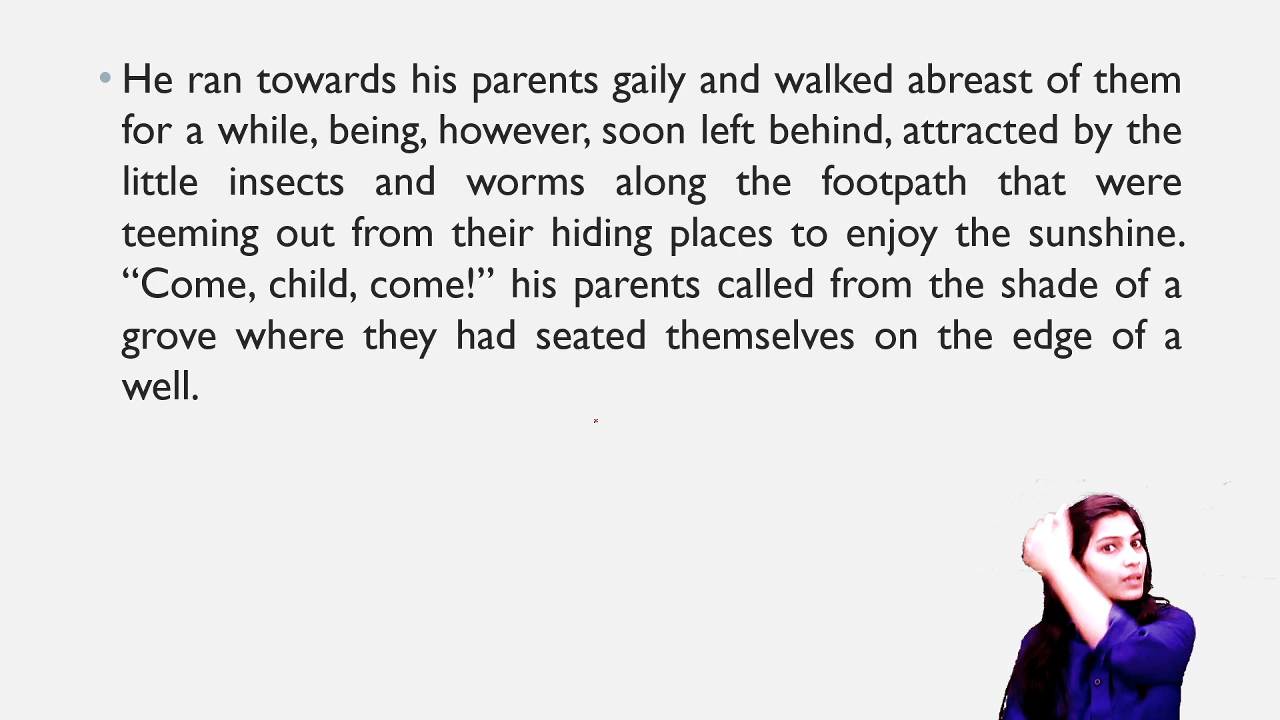 • He ran towards his parents gaily and walked abreast of them
for a while, being, however, soon left behind, attracted by the
little insects and worms along the footpath that were
teeming out from their hiding places to enjoy the sunshine.
“Come, child, come!” his parents called from the shade of a
grove where they had seated themselves on the edge of a
well.